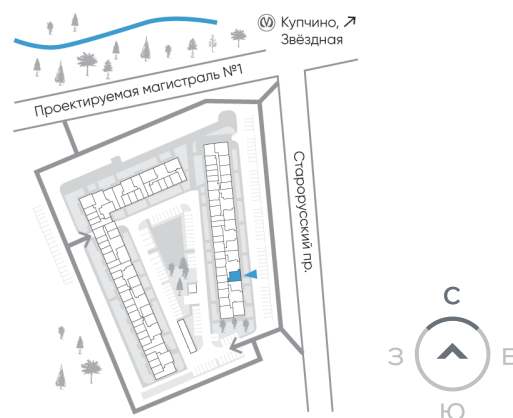 Купчино,
Звёздная
Проектируемая магистраль №1
Старорусский пр.
С
З
В
Ю